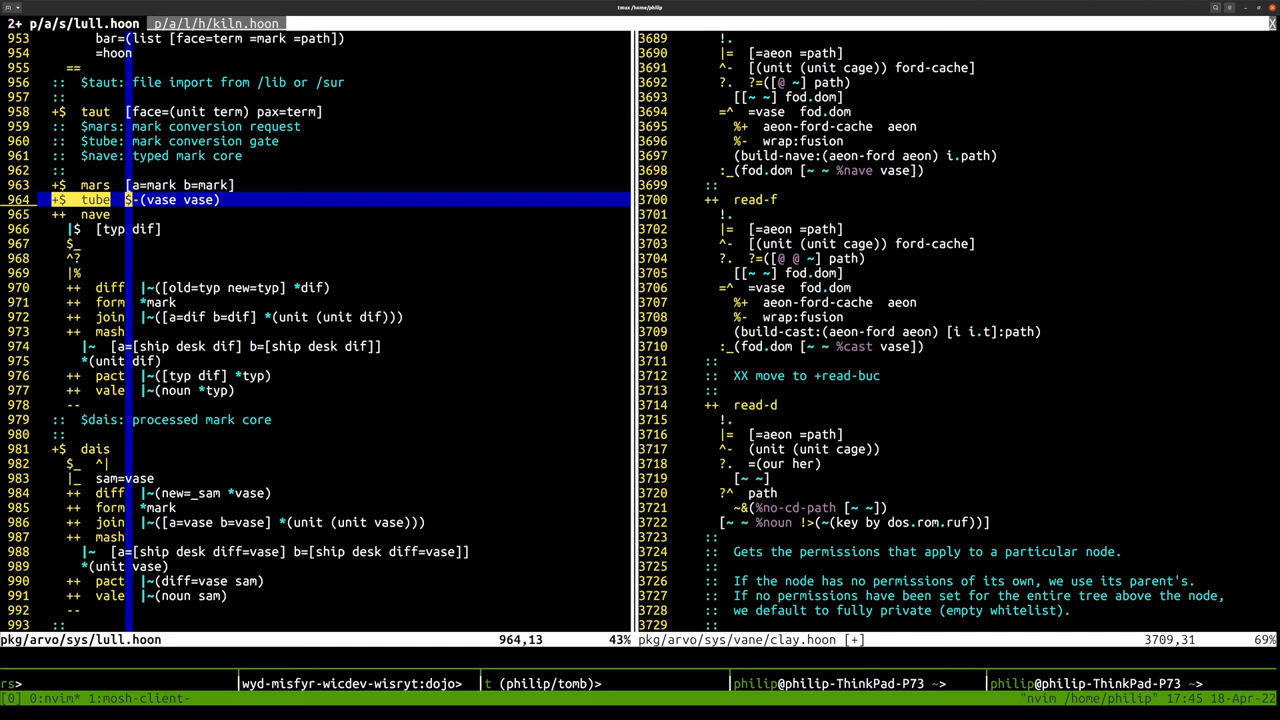 tmux /home/philip
2+ p/a/s/lull.hoon  p/a/l/h/kiln.hoon  X
953         bar=(list [face=term =mark =path])
954         =hoon
955     ==
956   ::  $taut: file import from /lib or /sur
957   ::
958   +$  taut  [face=(unit term) pax=term]
959   ::  $mars: mark conversion request
960   ::  $tube: mark conversion gate
961   ::  $nave: typed mark core
962   ::
963   +$  mars  [a=mark b=mark]
964   +$  tube  $-(vase vase)
965   ++  nave
966     |$  [typ dif]
967     $_
968     ^?
969     |%
970     ++  diff  |~([old=typ new=typ] *dif)
971     ++  form  *mark
972     ++  join  |~([a=dif b=dif] *(unit (unit dif)))
973     ++  mash
974       |~  [a=[ship desk dif] b=[ship desk dif]]
975       *(unit dif)
976     ++  pact  |~([typ dif] *typ)
977     ++  vale  |~(noun *typ)
978     --
979   ::  $dais: processed mark core
980   ::
981   +$  dais
982     $_  ^|
983     |_  sam=vase
984     ++  diff  |~(new=_sam *vase)
985     ++  form  *mark
986     ++  join  |~([a=vase b=vase] *(unit (unit vase)))
987     ++  mash
988       |~  [a=[ship desk diff=vase] b=[ship desk diff=vase]]
989       *(unit vase)
990     ++  pact  |~(diff=vase sam)
991     ++  vale  |~(noun sam)
992     --
993   ::
pkg/arvo/sys/lull.hoon  964,13  43%
3689       !.
3690       |=  [=aeon =path]
3691       ^-  [(unit (unit cage)) ford-cache]
3692       ?.  ?=([@ ~] path)
3693         [[~ ~] fod.dom]
3694       =^  =vase  fod.dom
3695         %+  aeon-ford-cache  aeon
3696         %-  wrap:fusion
3697         (build-nave:(aeon-ford aeon) i.path)
3698       :_(fod.dom [~ ~ %nave vase])
3699     ::
3700     ++  read-f
3701       !.
3702       |=  [=aeon =path]
3703       ^-  [(unit (unit cage)) ford-cache]
3704       ?.  ?=([@ @ ~] path)
3705         [[~ ~] fod.dom]
3706       =^  =vase  fod.dom
3707         %+  aeon-ford-cache  aeon
3708         %-  wrap:fusion
3709         (build-cast:(aeon-ford aeon) [i i.t]:path)
3710       :_(fod.dom [~ ~ %cast vase])
3711     ::
3712     ::  XX move to +read-buc
3713     ::
3714     ++  read-d
3715       !.
3716       |=  [=aeon =path]
3717       ^-  (unit (unit cage))
3718       ?.  =(our her)
3719         [~ ~]
3720       ?^  path
3721         ~&(%no-cd-path [~ ~])
3722       [~ ~ %noun !>(~(key by dos.rom.ruf))]
3723     ::
3724     ::  Gets the permissions that apply to a particular node.
3725     ::
3726     ::  If the node has no permissions of its own, we use its parent's.
3727     ::  If no permissions have been set for the entire tree above the node,
3728     ::  we default to fully private (empty whitelist).
3729     ::
pkg/arvo/sys/vane/clay.hoon [+]  3709,31  69%
rs>  |wyd-misfyr-wicdev-wisryt:dojo>  |t (philip/tomb)>  |philip@philip-ThinkPad-P73 ~>  |philip@philip-ThinkPad-P73 ~>
[0] 0:nvim* 1:mosh-client-  "nvim /home/philip" 17:45 18-Apr-22